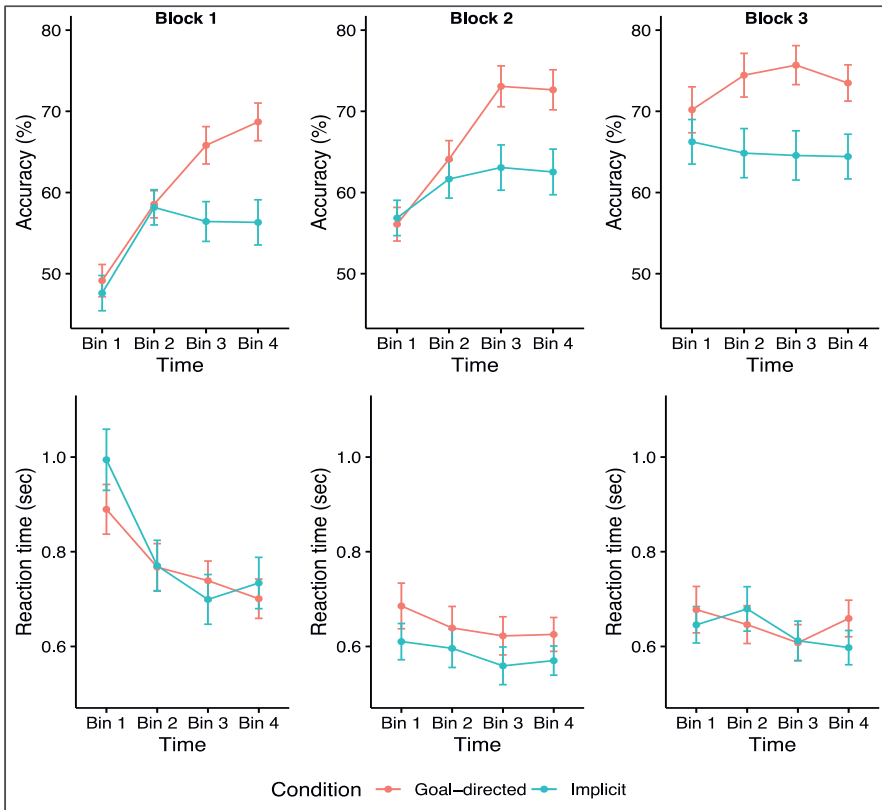 Block 1
Block 2
Block 3
Accuracy (%)
80
70
60
50
Bin 1 Bin 2 Bin 3 Bin 4
Time
Accuracy (%)
80
70
60
50
Bin 1 Bin 2 Bin 3 Bin 4
Time
Accuracy (%)
80
70
60
50
Bin 1 Bin 2 Bin 3 Bin 4
Time
Reaction time (sec)
1.0
0.8
0.6
Bin 1 Bin 2 Bin 3 Bin 4
Time
Reaction time (sec)
1.0
0.8
0.6
Bin 1 Bin 2 Bin 3 Bin 4
Time
Reaction time (sec)
1.0
0.8
0.6
Bin 1 Bin 2 Bin 3 Bin 4
Time
Condition Goal–directed Implicit